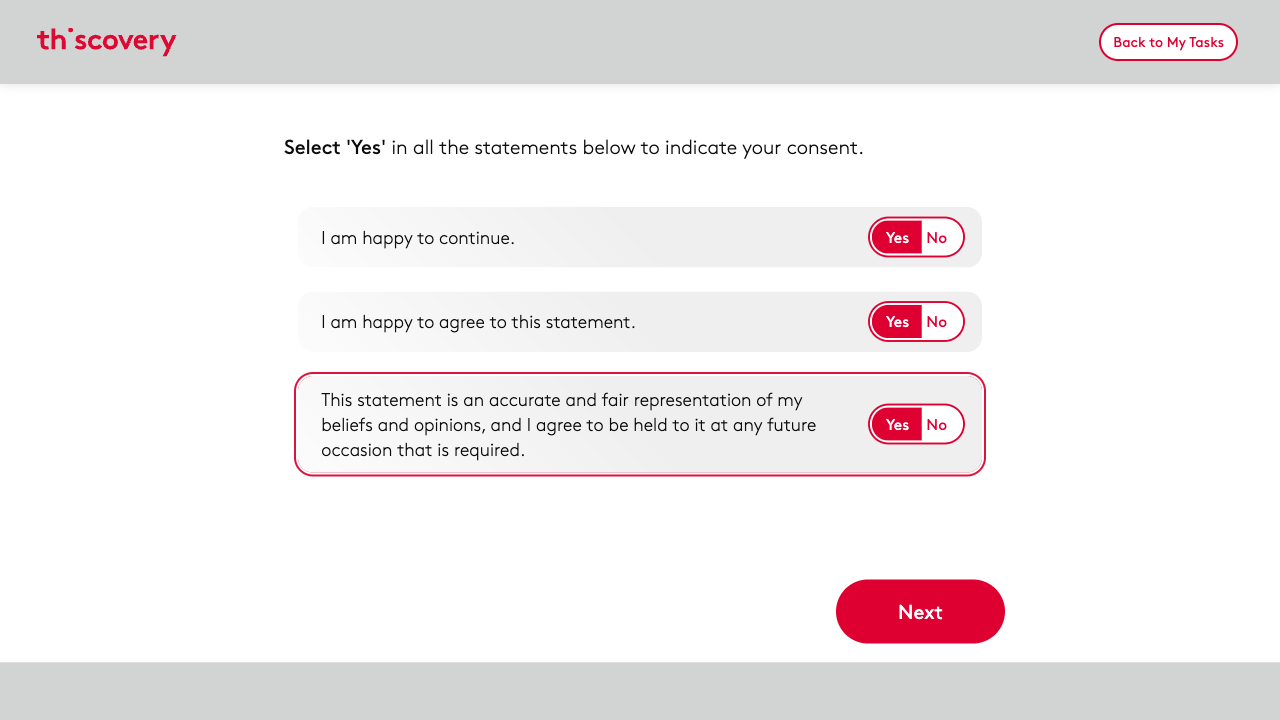 thiscovery
Back to My Tasks
Select 'Yes' in all the statements below to indicate your consent.
I am happy to continue.
Yes No
I am happy to agree to this statement.
Yes No
This statement is an accurate and fair representation of my
beliefs and opinions, and I agree to be held to it at any future
occasion that is required.
Yes No
Next